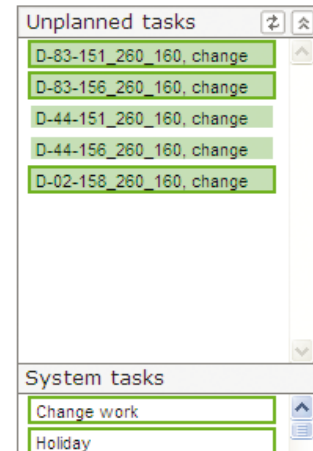 Unplanned tasks
D-83-151_260_160, change
D-83-156_260_160, change
D-44-151_260_160, change
D-44-156_260_160, change
D-02-158_260_160, change
System tasks
Change work
Holiday